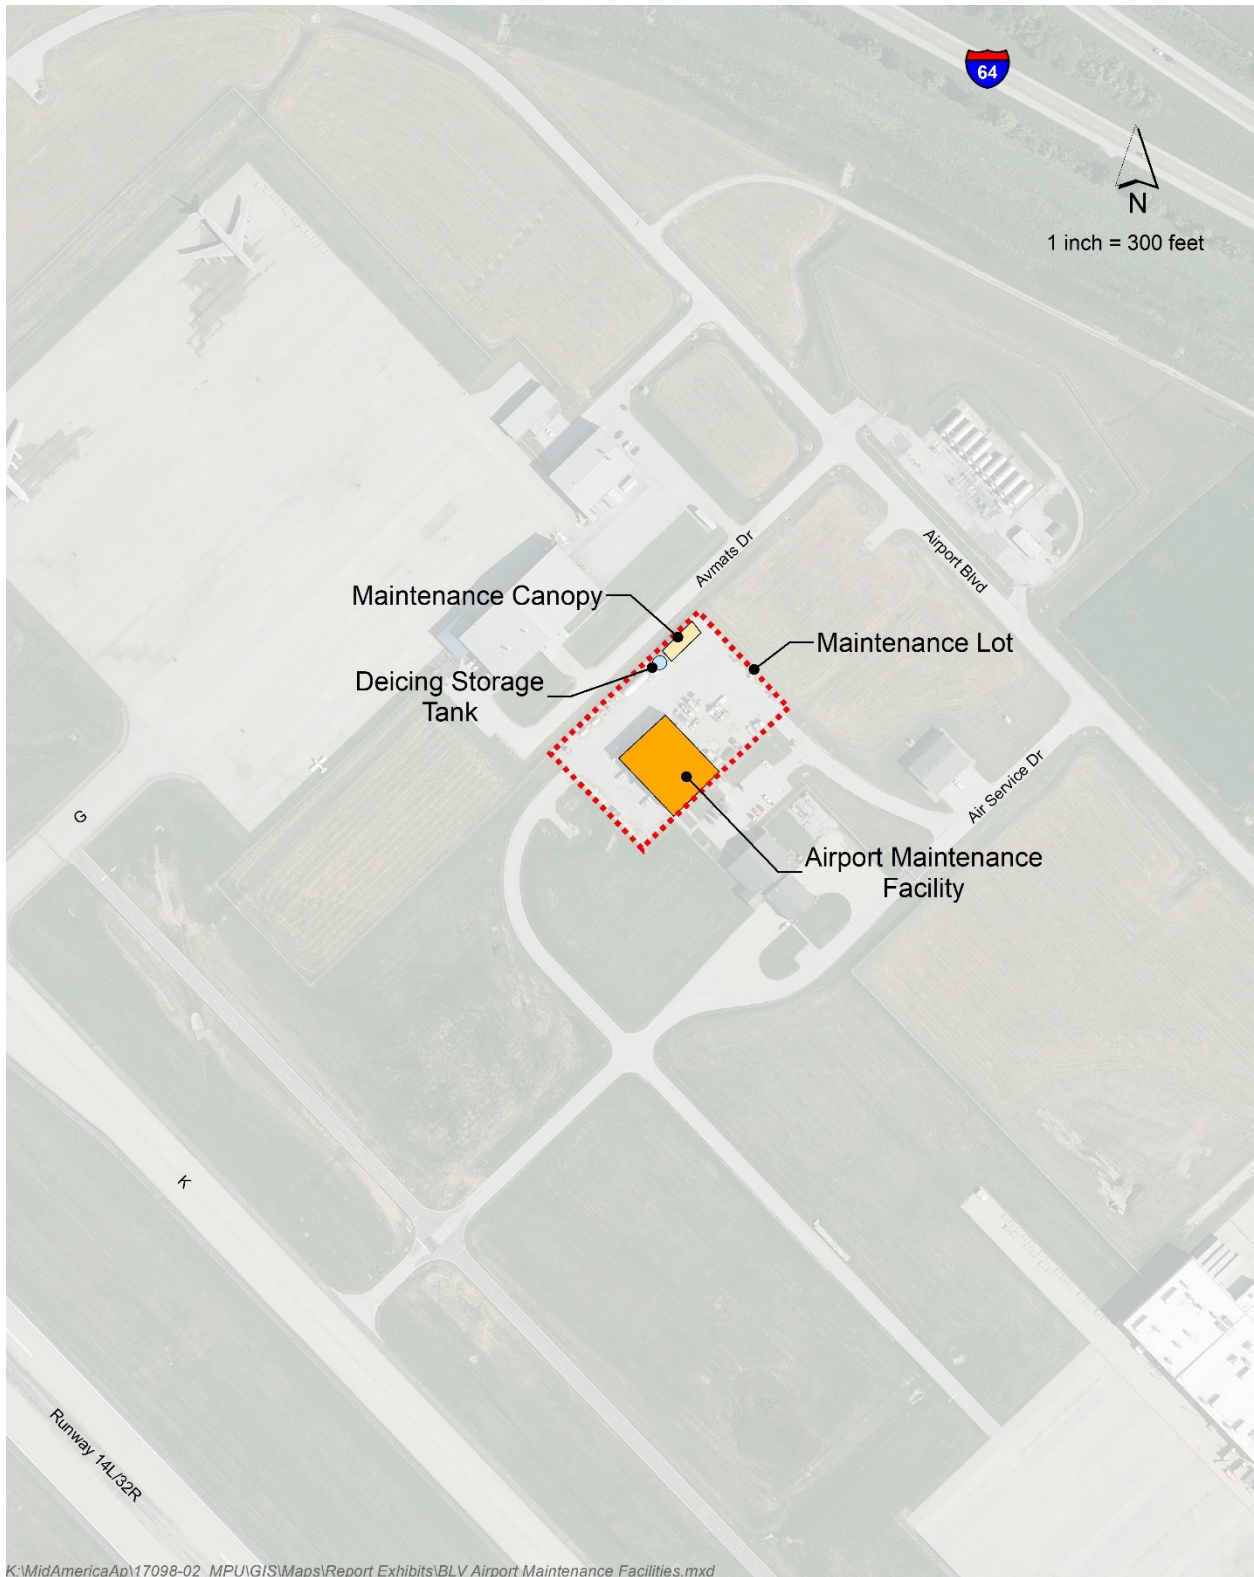 64
N
1 inch = 300 feet
Avmats Dr
Airport Blvd
Maintenance Canopy
Maintenance Lot
Deicing Storage
Tank
Air Service Dr
G
Airport Maintenance
Facility
K
Runway 14L/32R
K:\MidAmericaAp\17098-02_MPU\GIS\Maps\Report Exhibits\BLV Airport Maintenance Facilities.mxd